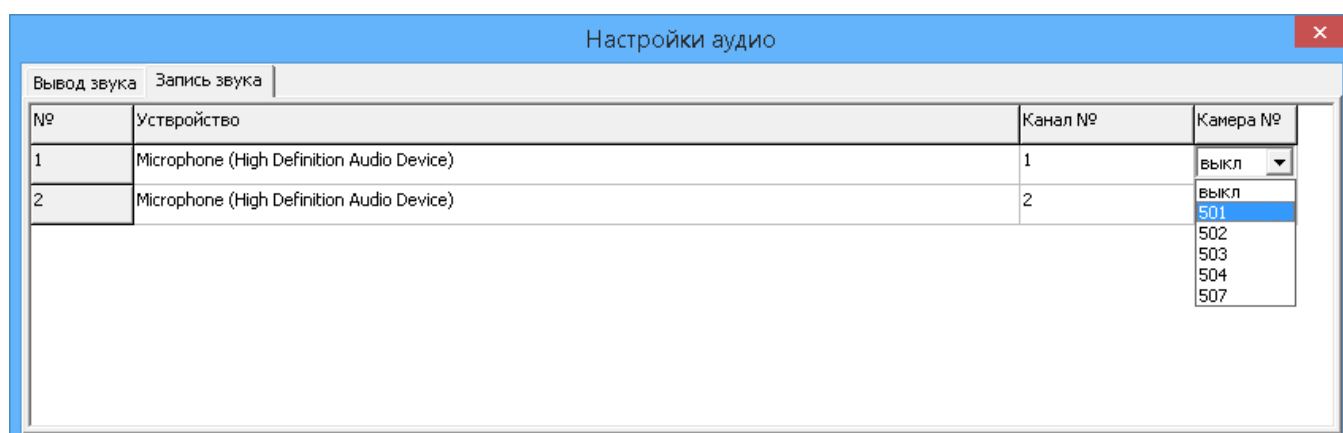 Настройки аудио
Вывод звука Запись звука
№ Уствройство Канал № Камера №
1 Microphone (High Definition Audio Device) 1 выкл
2 Microphone (High Definition Audio Device) 2 выкл
501
502
503
504
507